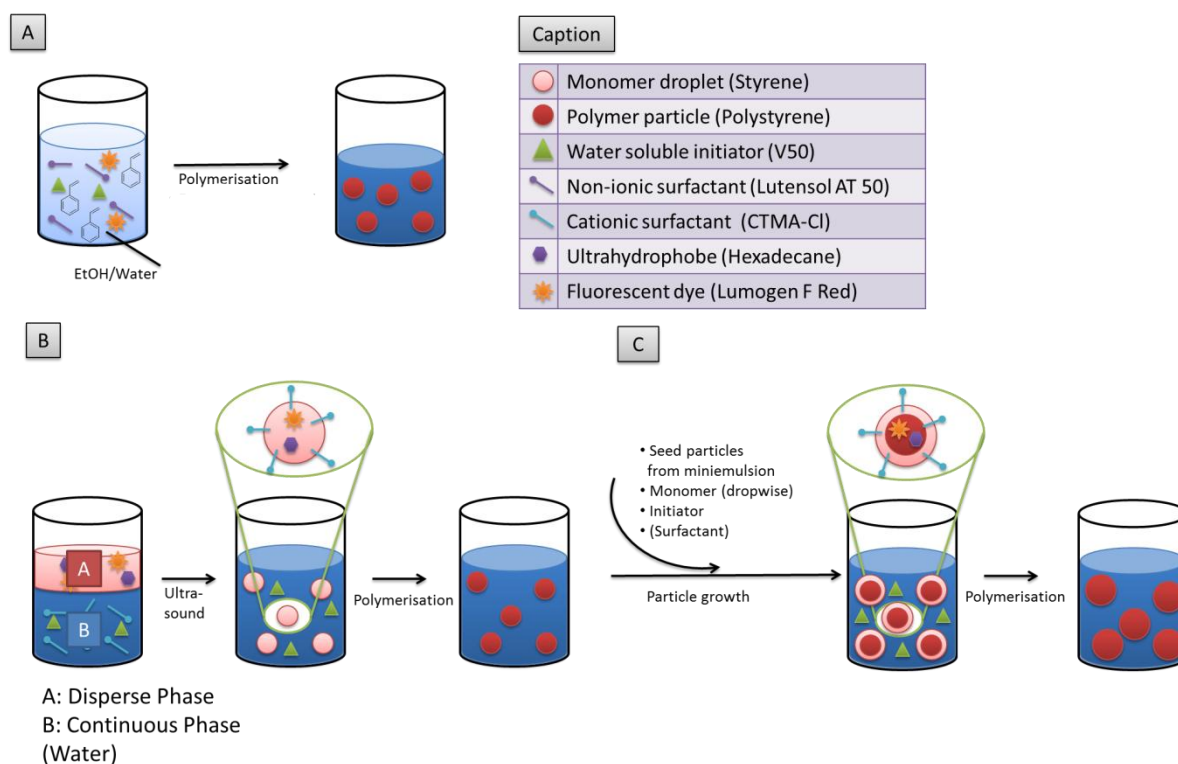 A
Polymerisation
EtOH/Water
Caption
Monomer droplet (Styrene)
Polymer particle (Polystyrene)
Water soluble initiator (V50)
Non-ionic surfactant (Lutensol AT 50)
Cationic surfactant (CTMA-Cl)
Ultrahydrophobe (Hexadecane)
Fluorescent dye (Lumogen F Red)
B
A
B
Ultra-
sound
Polymerisation
A: Disperse Phase
B: Continuous Phase
(Water)
C
• Seed particles
from miniemulsion
• Monomer (dropwise)
• Initiator
• (Surfactant)
Particle growth
Polymerisation